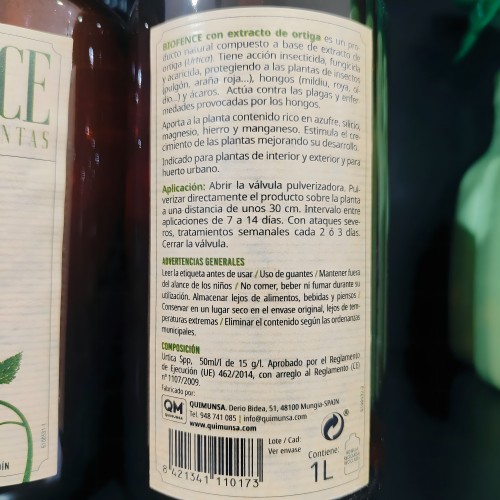 CE
NTAS
BIOFENCE con extracto de ortiga es un pro-
ducto natural compuesto a base de extracto de
ortiga (Urtica). Tiene acción insecticida, fungicida
y acaricida, protegiendo a las plantas de insectos
(pulgón, araña roja...), hongos (mildiu, roya, oí-
dio...) y ácaros. Actúa contra las plagas y enfer-
medades provocadas por los hongos.
Aporta a la planta contenido rico en azufre, silicio,
magnesio, hierro y manganeso. Estimula el cre-
cimiento de las plantas mejorando su desarrollo.
Indicado para plantas de interior y exterior y para
huerto urbano.
Aplicación: Abrir la válvula pulverizadora. Pul-
verizar directamente el producto sobre la planta
a una distancia de unos 30 cm. Intervalo entre
aplicaciones de 7 a 14 días. Con ataques seve-
ros, tratamientos semanales cada 2 ó 3 días.
Cerrar la válvula.
ADVERTENCIAS GENERALES
Leer la etiqueta antes de usar / Uso de guantes / Mantener fuera
del alcance de los niños / No comer, beber ni fumar durante su
utilización. Almacenar lejos de alimentos, bebidas y piensos /
Conservar en un lugar seco en el envase original, lejos de tem-
peraturas extremas / Eliminar el contenido según las ordenanzas
municipales.
COMPOSICIÓN
Urtica Spp, 50ml/l de 15 g/l. Aprobado por el Reglamento
de Ejecución (UE) 462/2014, con arreglo al Reglamento (CE)
nº 1107/2009.
Fabricado por:
QM
QUIMUNSA
QUIMUNSA. Derio Bidea, 51, 48100 Mungia-SPAIN
Tel. 948 741 085 | info@quimunsa.com
www.quimunsa.com
Lote / Cad:
Ver envase
Contiene:
1L
8 421341 110173